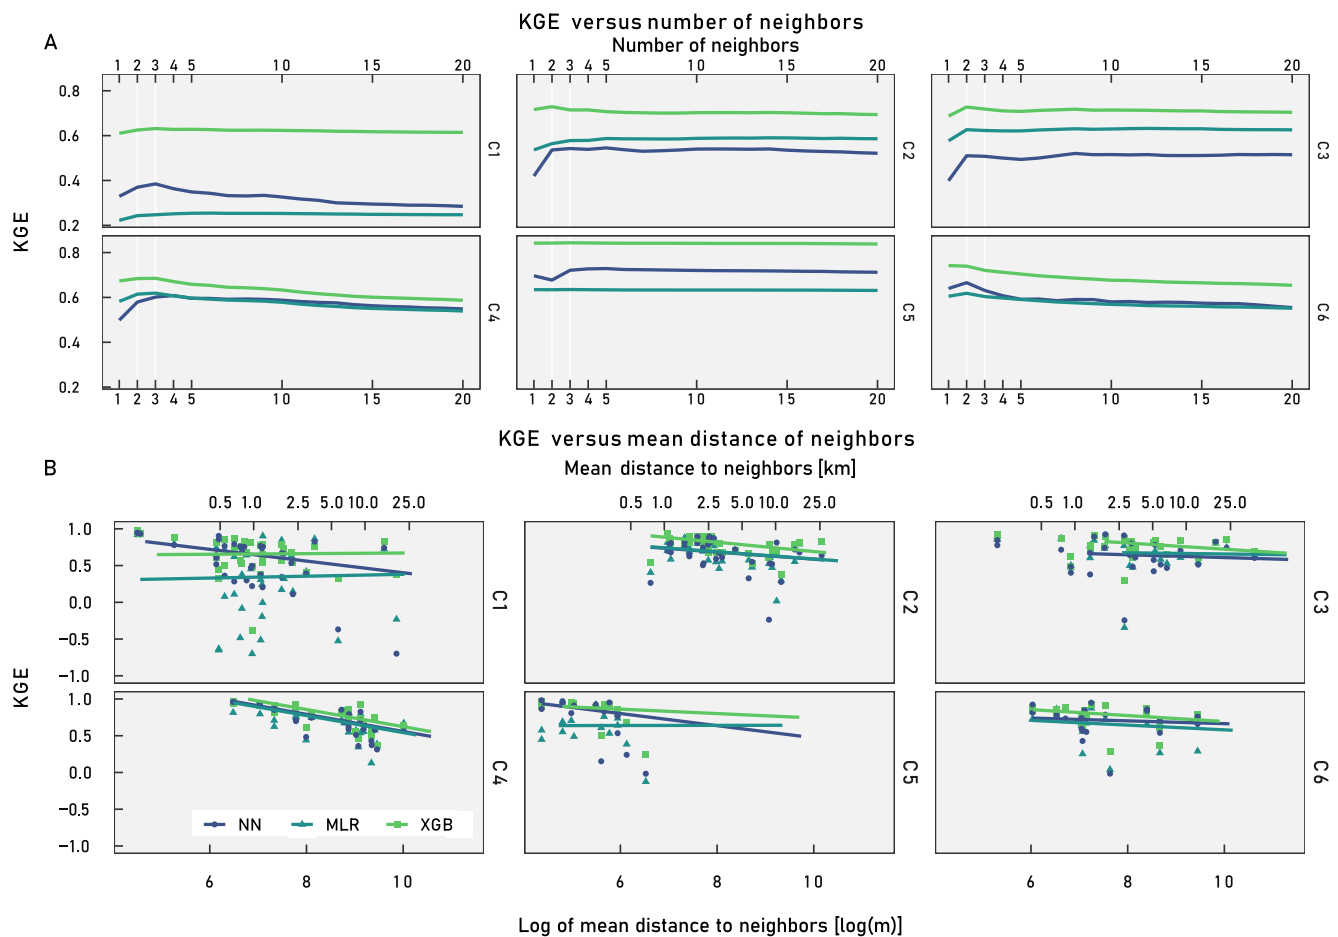 KGE versus number of neighbors
A
Number of neighbors
1 2 3 4 5 10 15 20
1 2 3 4 5 10 15 20
1 2 3 4 5 10 15 20
0.8
0.6
0.4
0.2
C1
C2
C3
KGE
0.8
0.6
0.4
0.2
C4
C5
C6
1 2 3 4 5 10 15 20
1 2 3 4 5 10 15 20
1 2 3 4 5 10 15 20
KGE versus mean distance of neighbors
B
Mean distance to neighbors [km]
0.5 1.0 2.5 5.0 10.0 25.0
0.5 1.0 2.5 5.0 10.0 25.0
0.5 1.0 2.5 5.0 10.0 25.0
1.0
0.5
0.0
−0.5
−1.0
C1
C2
C3
KGE
1.0
0.5
0.0
−0.5
−1.0
C4
C5
C6
NN MLR XGB
6 8 10
6 8 10
6 8 10
Log of mean distance to neighbors [log(m)]